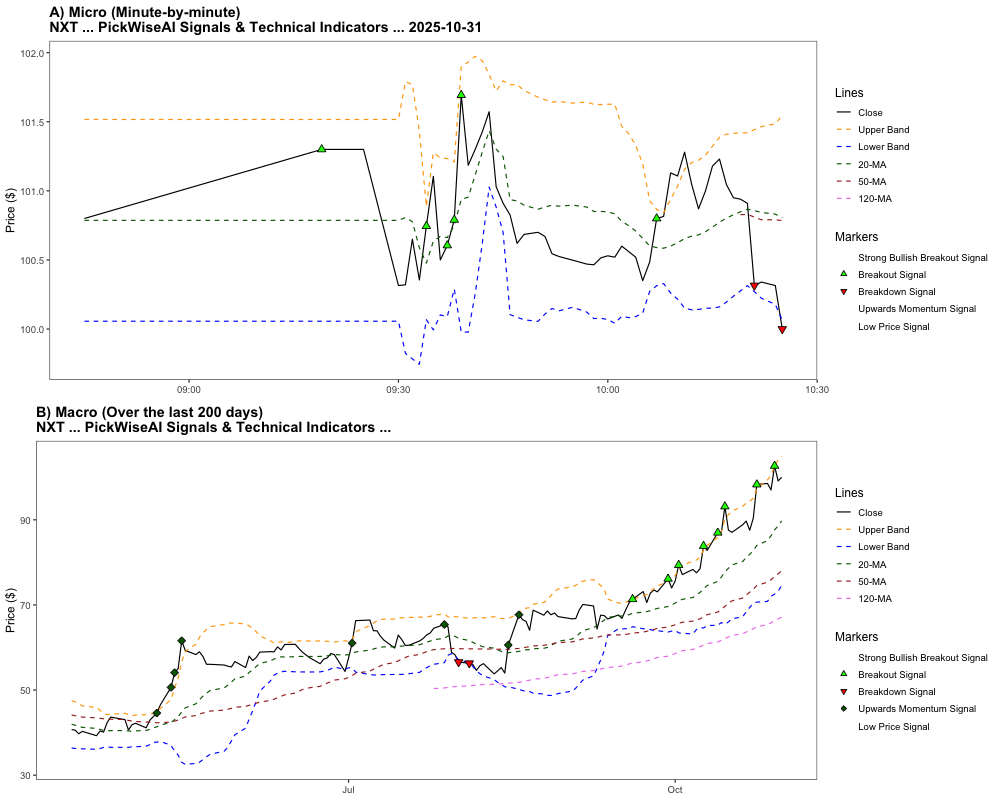 A) Micro (Minute-by-minute)
NXT ... PickWiseAI Signals & Technical Indicators ... 2025-10-31
Price ($)
102.0
101.5
101.0
100.5
100.0
09:00
09:30
10:00
10:30
Lines
Close
Upper Band
Lower Band
20-MA
50-MA
120-MA
Markers
Strong Bullish Breakout Signal
Breakout Signal
Breakdown Signal
Upwards Momentum Signal
Low Price Signal
B) Macro (Over the last 200 days)
NXT ... PickWiseAI Signals & Technical Indicators ...
Price ($)
90
70
50
30
Jul
Oct
Lines
Close
Upper Band
Lower Band
20-MA
50-MA
120-MA
Markers
Strong Bullish Breakout Signal
Breakout Signal
Breakdown Signal
Upwards Momentum Signal
Low Price Signal